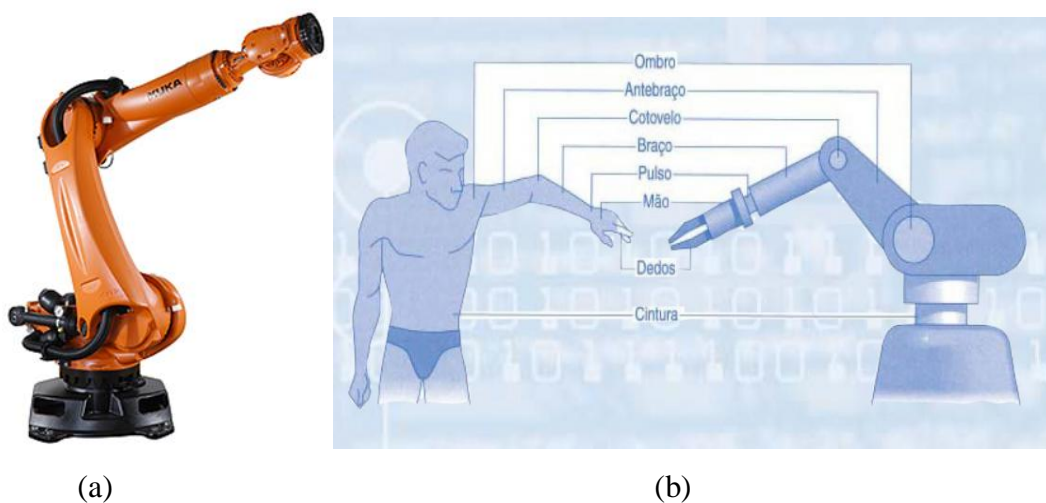 KUKA
Ombro
Antebraço
Cotovelo
Braço
Pulso
Mão
Dedos
Cintura
(a)
(b)